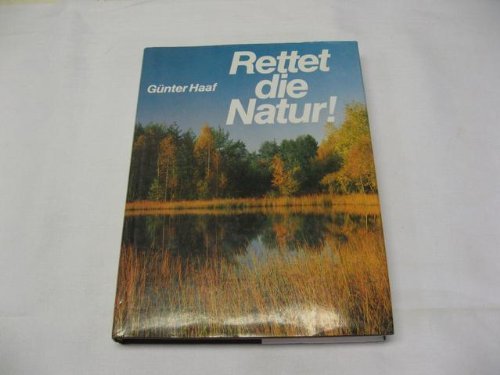 Günter Haaf
Rettet
die
Natur!